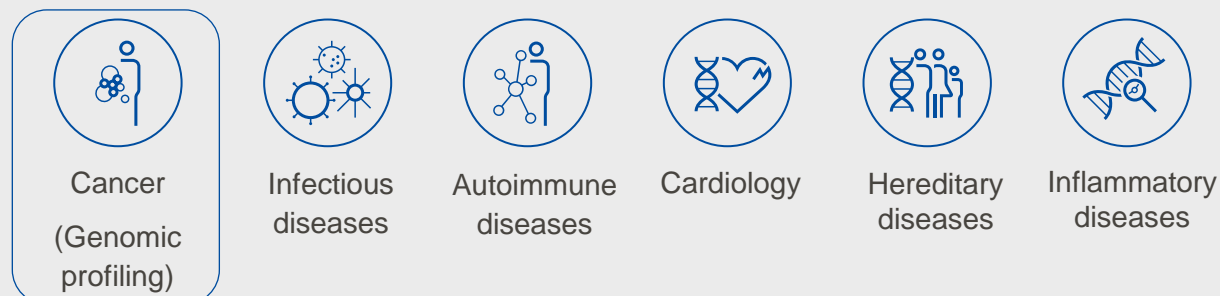 Cancer
(Genomic
profiling)
Infectious
diseases
Autoimmune
diseases
Cardiology
Hereditary
diseases
Inflammatory
diseases